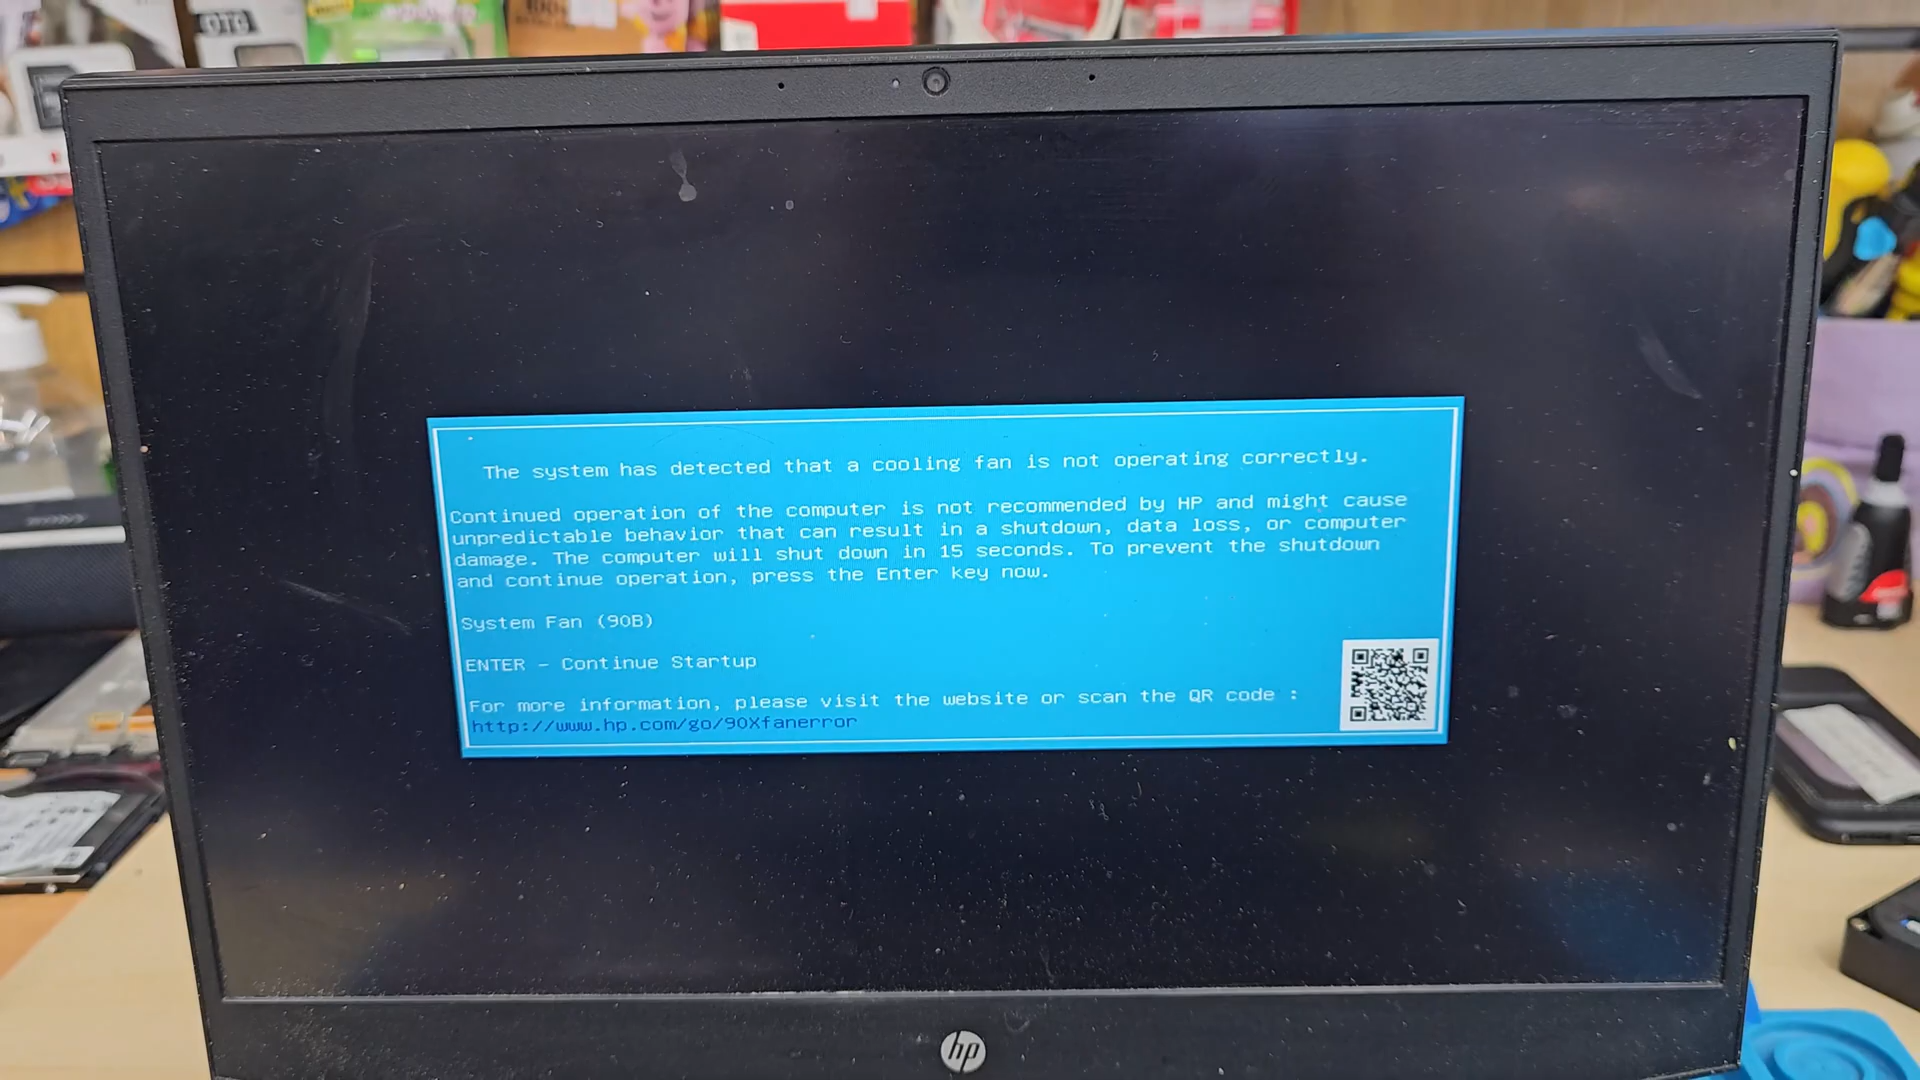 OTG
The system has detected that a cooling fan is not operating correctly.
Continued operation of the computer is not recommended by HP and might cause
unpredictable behavior that can result in a shutdown, data loss, or computer
damage. The computer will shut down in 15 seconds. To prevent the shutdown
and continue operation, press the Enter key now.
System Fan (90B)
ENTER – Continue Startup
For more information, please visit the website or scan the QR code :
http://www.hp.com/go/90Xfanerror
hp